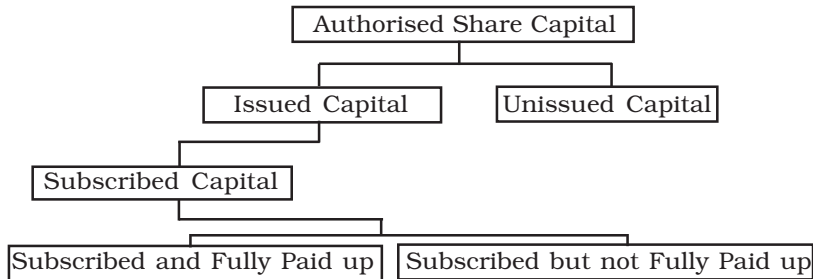 Authorised Share Capital
Issued Capital
Unissued Capital
Subscribed Capital
Subscribed and Fully Paid up
Subscribed but not Fully Paid up